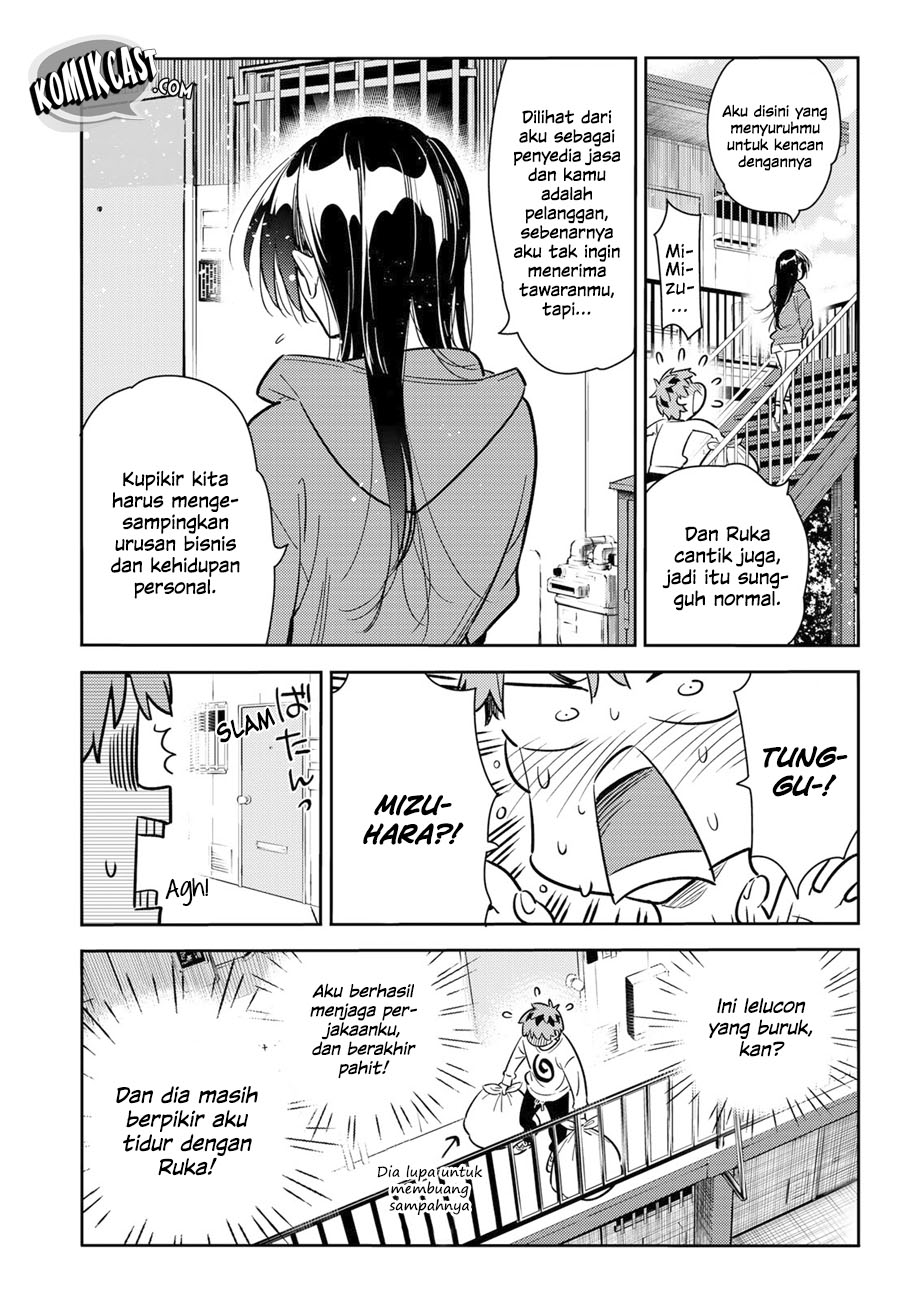 KOMIKCAST
.COM
Aku disini yang
menyuruhmu
untuk kencan
dengannya
Mi-
Mi-
zu-
...
Dan Ruka
cantik juga,
jadi itu sung-
guh normal.
Dilihat dari
aku sebagai
penyedia jasa
dan kamu
adalah
pelanggan,
sebenarnya
aku tak ingin
menerima
tawaranmu,
tapi...
Kupikir kita
harus menge-
sampingkan
urusan bisnis
dan kehidupan
personal.
TUNG-
GU-!
MIZU-
HARA?!
ばたんっ
SLAM
Agh!
Ini lelucon
yang buruk,
kan?
Aku berhasil
menjaga per-
jakaanku,
dan berakhir
pahit!
Dan dia masih
berpikir aku
tidur dengan
Ruka!
Dia lupa untuk
membuang
sampahnya